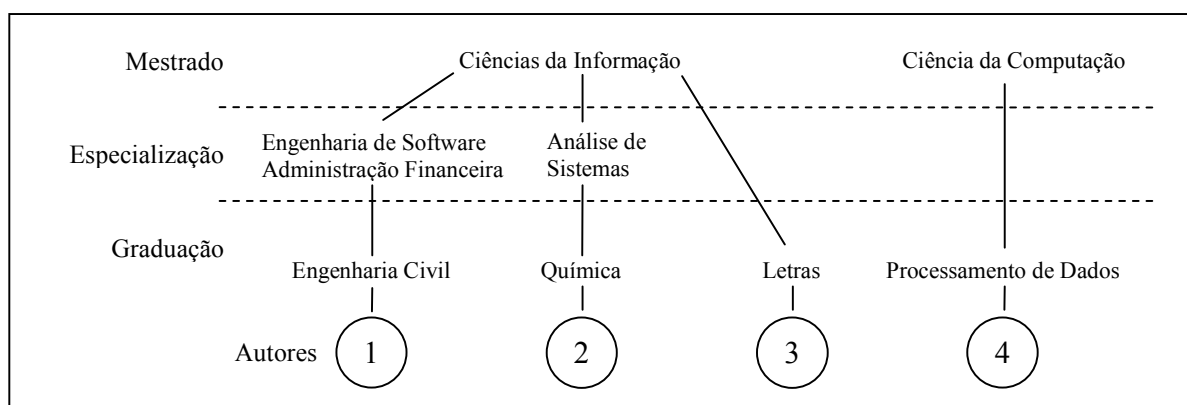 Mestrado Ciências da Informação Ciência da Computação
Especialização
Engenharia de Software
Administração Financeira
Análise de
Sistemas
Graduação
Engenharia Civil Química Letras Processamento de Dados
Autores 1 2 3 4